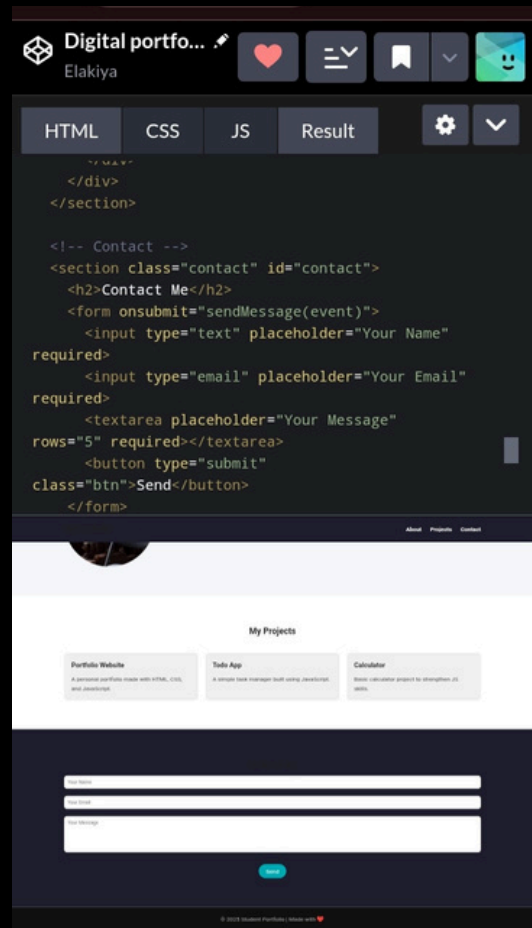 Digital portfo...
Elakiya
HTML CSS JS Result
</div>
</div>
</section>
<!-- Contact -->
<section class="contact" id="contact">
<h2>Contact Me</h2>
<form onsubmit="sendMessage(event)">
<input type="text" placeholder="Your Name"
required>
<input type="email" placeholder="Your Email"
required>
<textarea placeholder="Your Message"
rows="5" required></textarea>
<button type="submit"
class="btn">Send</button>
</form>
About Projects Contact
My Projects
Portfolio Website Todo App Calculator
A personal portfolio made with HTML, CSS, A simple task manager built using JavaScript. Basic calculator project to strengthen JS
and JavaScript. skills.
Your Name
Your Email
Your Message
Send
Student Portfolio | Made with ❤️